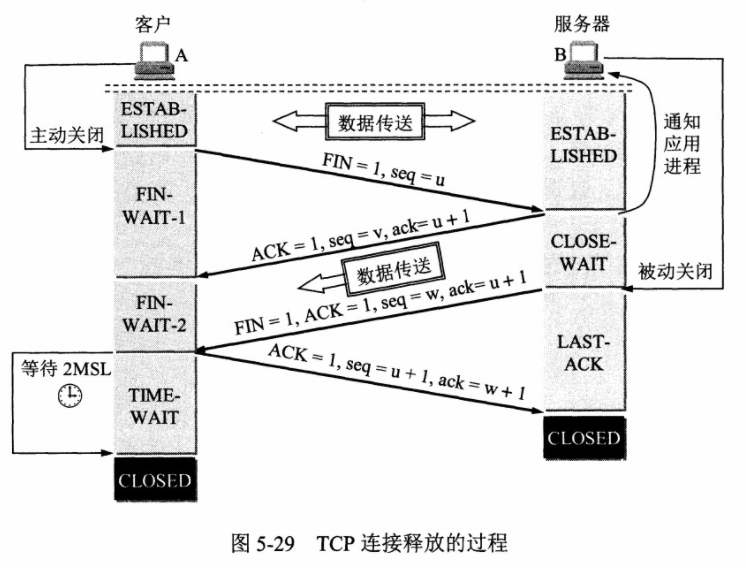 客户
服务器
A
B
ESTAB-
LISHED
数据传送
ESTAB-
LISHED
通知
应用
进程
主动关闭
FIN = 1, seq = u
FIN-
WAIT-1
ACK = 1, seq = v, ack= u + 1
CLOSE-
WAIT
数据传送
被动关闭
FIN-
WAIT-2
FIN = 1, ACK = 1, seq = w, ack= u + 1
LAST-
ACK
等待 2MSL
ACK = 1, seq = u + 1, ack = w + 1
TIME-
WAIT
CLOSED
CLOSED
图 5-29 TCP 连接释放的过程